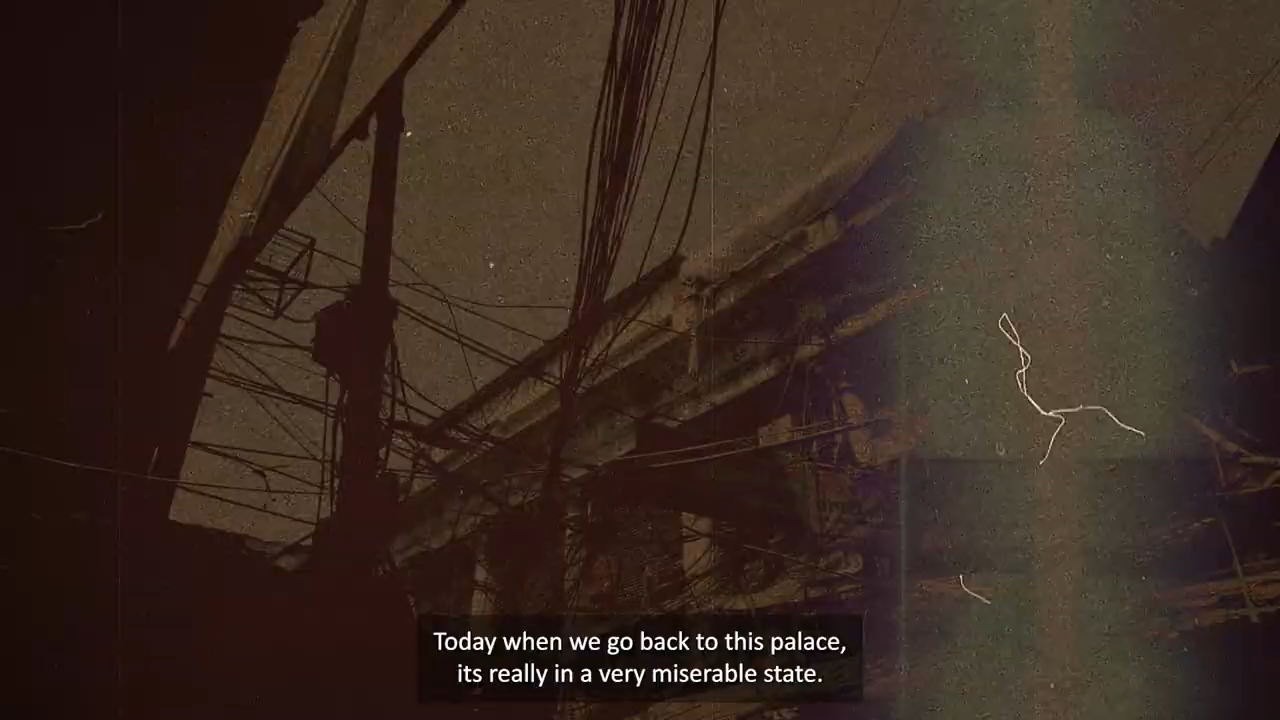 Today when we go back to this palace,
its really in a very miserable state.